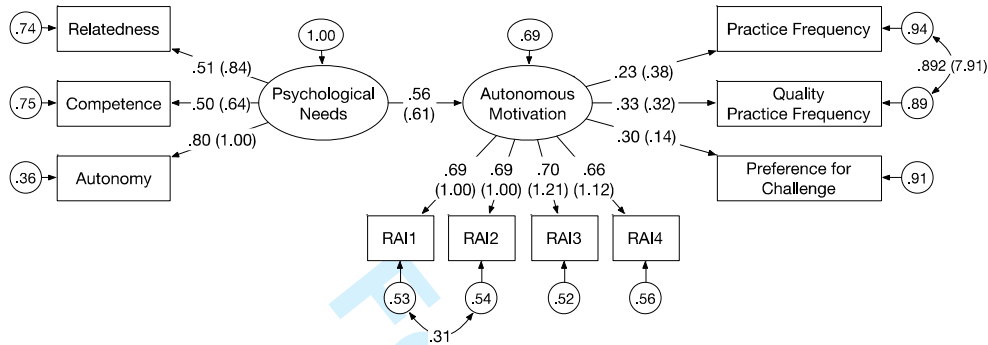 .74
Relatedness
1.00
.69
Practice Frequency
.94
.51 (.84)
.23 (.38)
.892 (7.91)
.75
Competence
.50 (.64)
Psychological
Needs
.56
(.61)
Autonomous
Motivation
.33 (.32)
Quality
Practice Frequency
.89
.80 (1.00)
.30 (.14)
.36
Autonomy
Preference for
Challenge
.91
.69
(1.00)
.69
(1.00)
.70
(1.21)
.66
(1.12)
RAI1
RAI2
RAI3
RAI4
.53
.54
.52
.56
.31